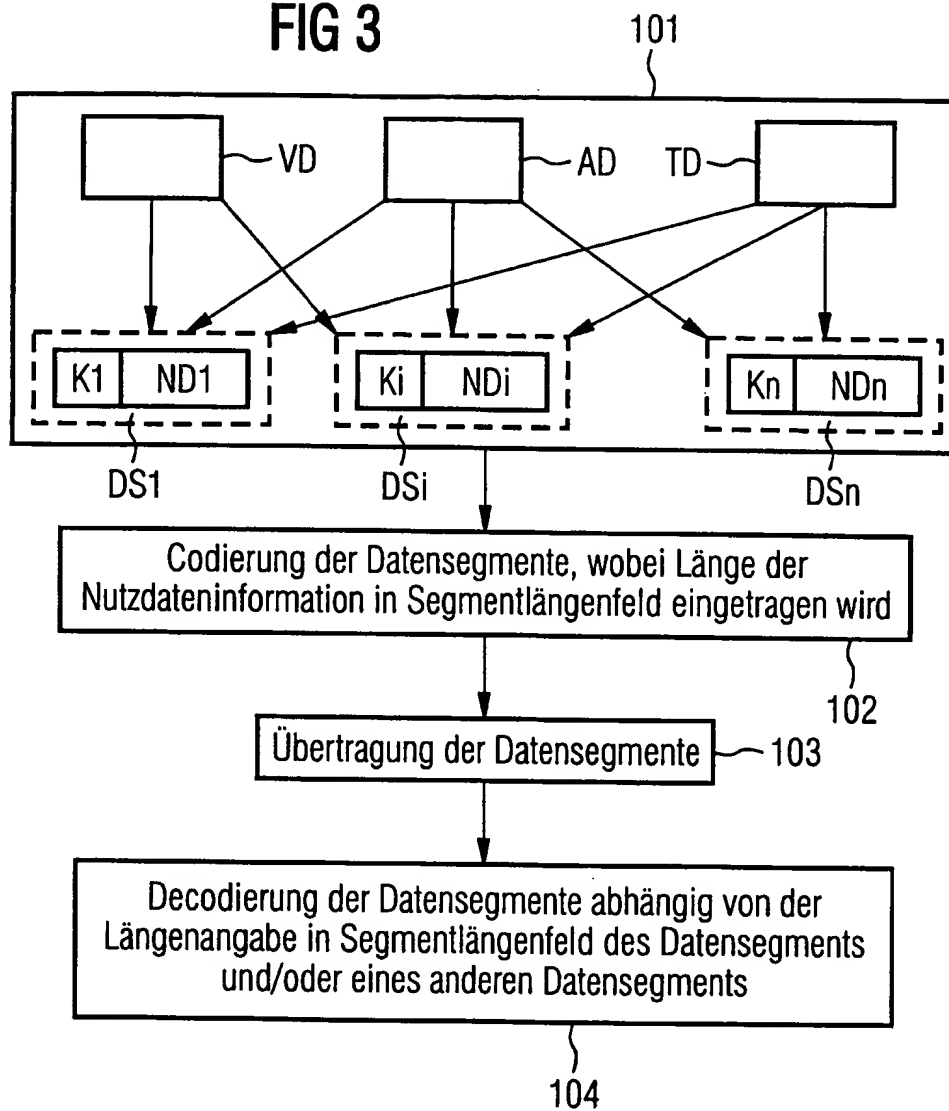 FIG 3
101
VD
AD
TD
K1 ND1
Ki NDi
Kn NDn
DS1
DSi
DSn
Codierung der Datensegmente, wobei Länge der
Nutzdateninformation in Segmentlängenfeld eingetragen wird
102
Übertragung der Datensegmente
103
Decodierung der Datensegmente abhängig von der
Längenangabe in Segmentlängenfeld des Datensegments
und/oder eines anderen Datensegments
104